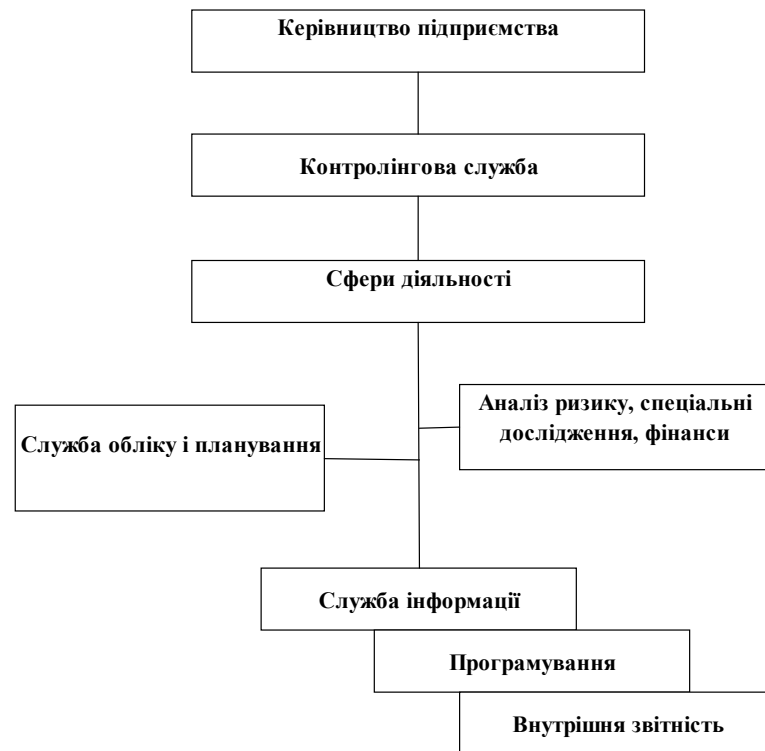 Керівництво підприємства
Контролінгова служба
Сфери діяльності
Аналіз ризику, спеціальні
дослідження, фінанси
Служба обліку і планування
Служба інформації
Програмування
Внутрішня звітність